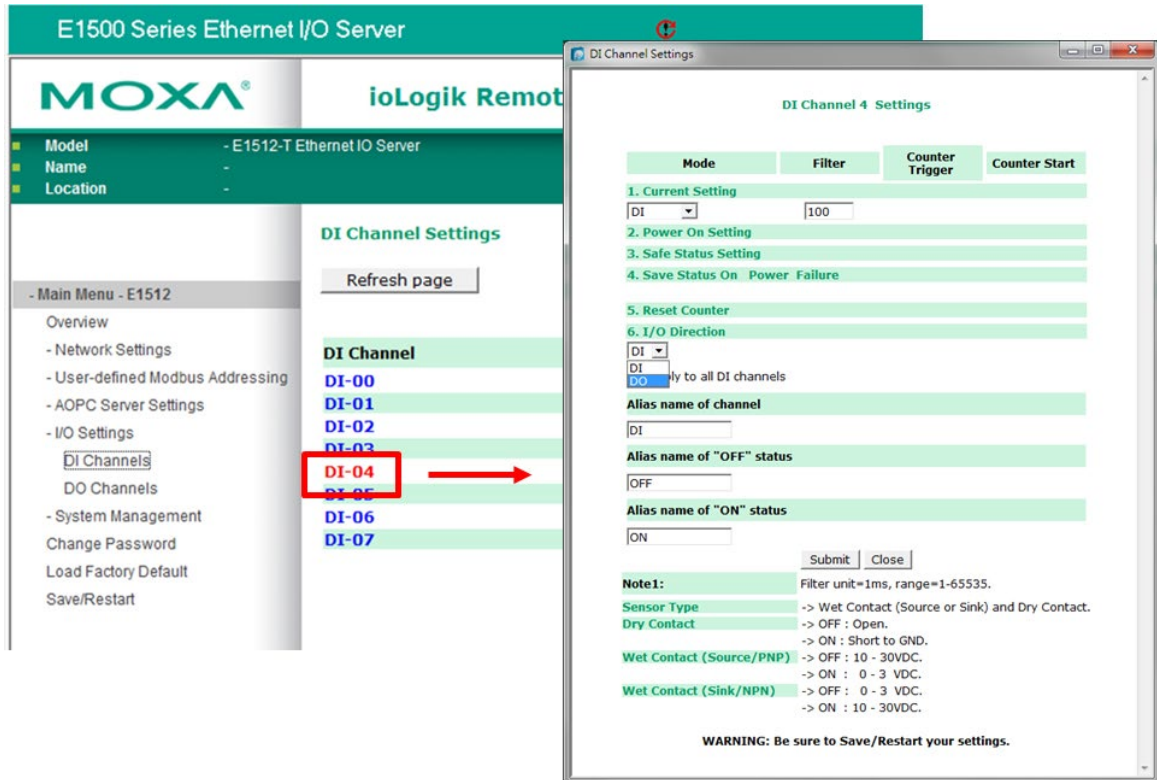 E1500 Series Ethernet I/O Server
MOXA®
ioLogik Remot
Model - E1512-T Ethernet IO Server
Name -
Location -
- Main Menu - E1512
Overview
- Network Settings
- User-defined Modbus Addressing
- AOPC Server Settings
- I/O Settings
DI Channels
DO Channels
- System Management
Change Password
Load Factory Default
Save/Restart
DI Channel Settings
Refresh page
DI Channel
DI-00
DI-01
DI-02
DI-03
DI-04
DI-05
DI-06
DI-07
DI Channel Settings
DI Channel 4 Settings
Mode Filter Counter Trigger Counter Start
1. Current Setting
DI 100
2. Power On Setting
3. Safe Status Setting
4. Save Status On Power Failure
5. Reset Counter
6. I/O Direction
DI
DI
DO
to all DI channels
Alias name of channel
DI
Alias name of "OFF" status
OFF
Alias name of "ON" status
ON
Submit Close
Note1: Filter unit=1ms, range=1-65535.
Sensor Type -> Wet Contact (Source or Sink) and Dry Contact.
Dry Contact -> OFF : Open.
-> ON : Short to GND.
Wet Contact (Source/PNP) -> OFF : 10 - 30VDC.
-> ON : 0 - 3 VDC.
Wet Contact (Sink/NPN) -> OFF : 0 - 3 VDC.
-> ON : 10 - 30VDC.
WARNING: Be sure to Save/Restart your settings.